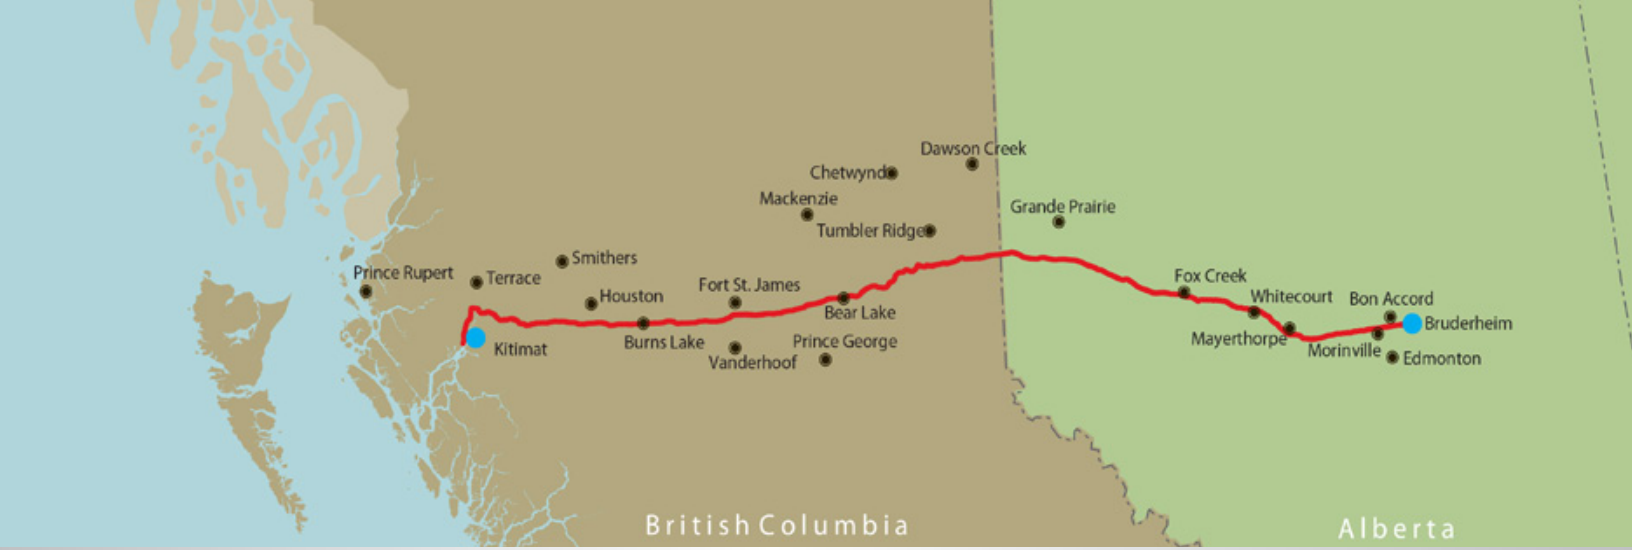 Dawson Creek
Chetwynd
Mackenzie
Grande Prairie
Tumbler Ridge
Smithers
Prince Rupert
Terrace
Fox Creek
Fort St. James
Houston
Whitecourt
Bon Accord
Bear Lake
Bruderheim
Burns Lake
Prince George
Mayerthorpe
Kitimat
Morinville
Vanderhoof
Edmonton
British Columbia
Alberta